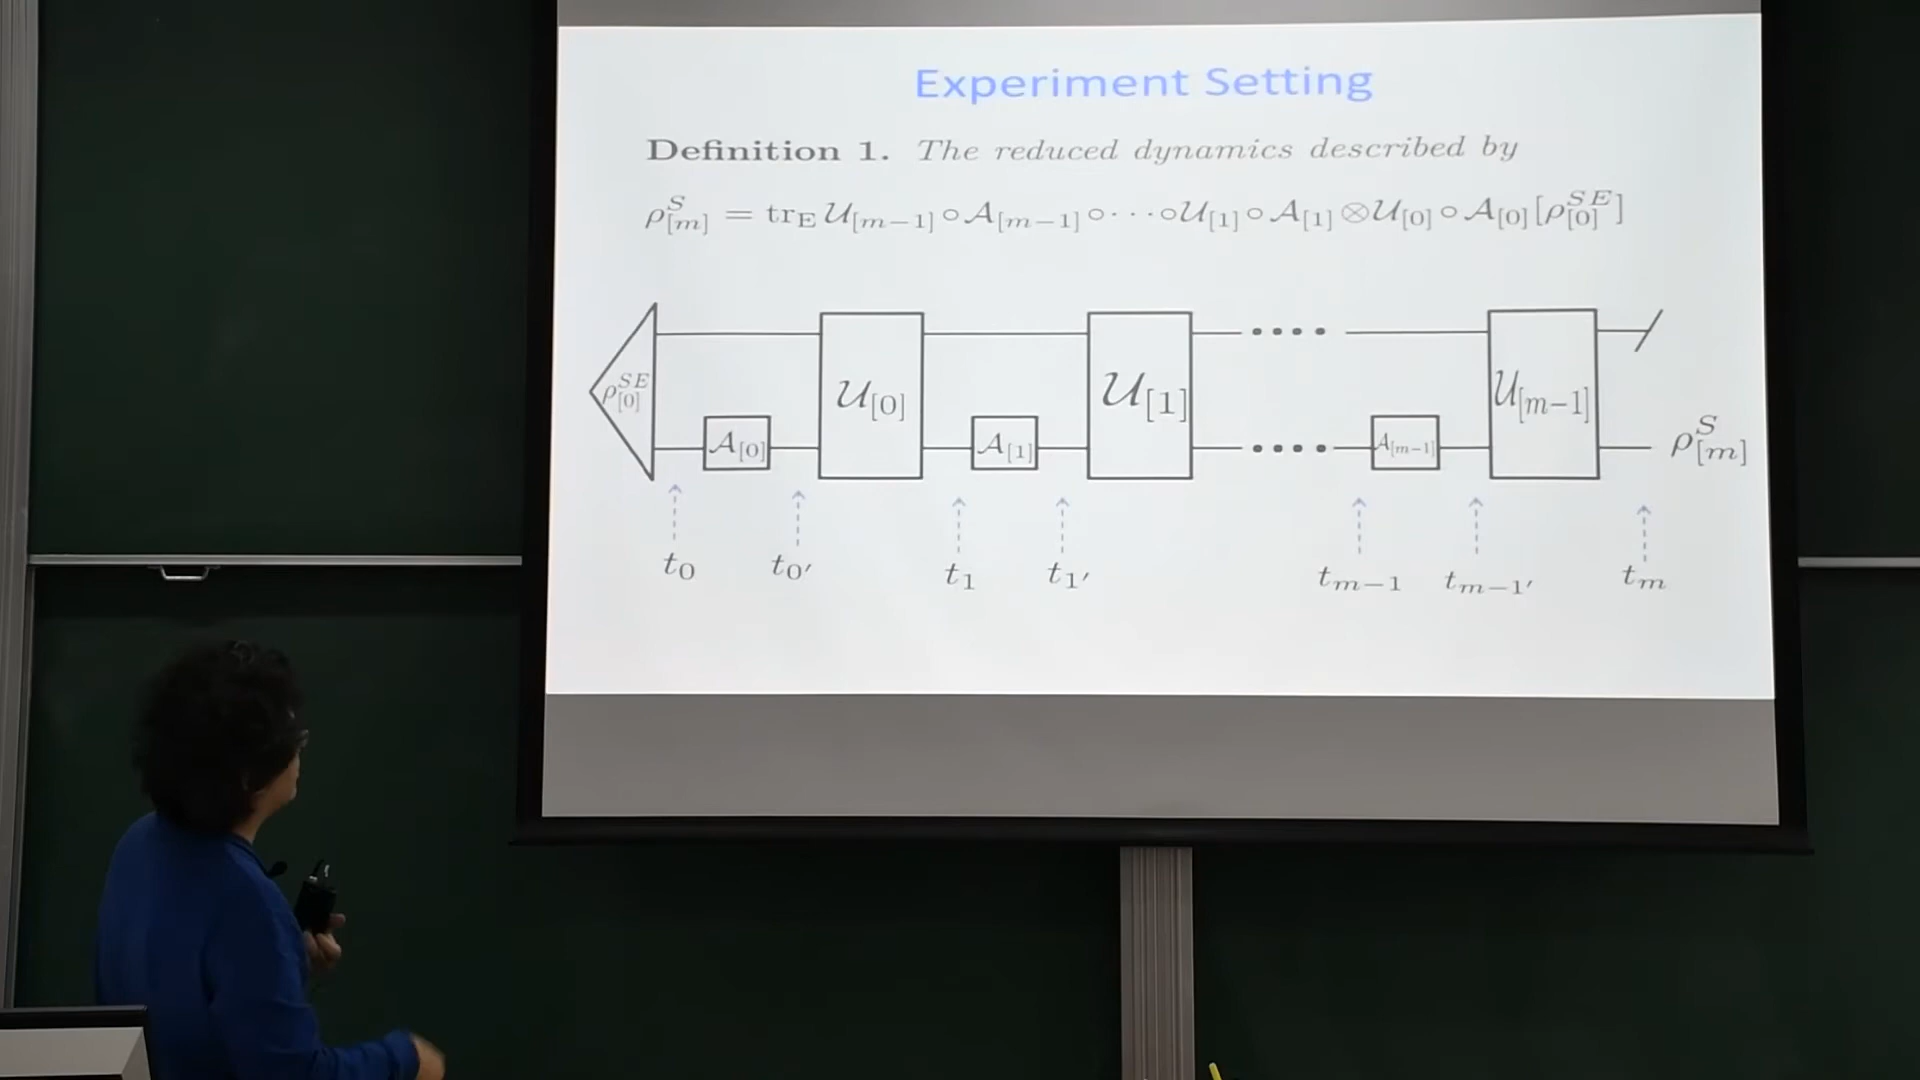 Experiment Setting
Definition 1. The reduced dynamics described by
ρ^S_[m] = tr_E 𝒰_[m−1] ∘ 𝒜_[m−1] ∘ · · · ∘ 𝒰_[1] ∘ 𝒜_[1] ⊗ 𝒰_[0] ∘ 𝒜_[0] [ρ^SE_[0]]
ρ^SE_[0] 𝒜_[0] 𝒰_[0] 𝒜_[1] 𝒰_[1] 𝒜_[m−1] 𝒰_[m−1] ρ^S_[m]
t_0 t_0′ t_1 t_1′ t_m−1 t_m−1′ t_m